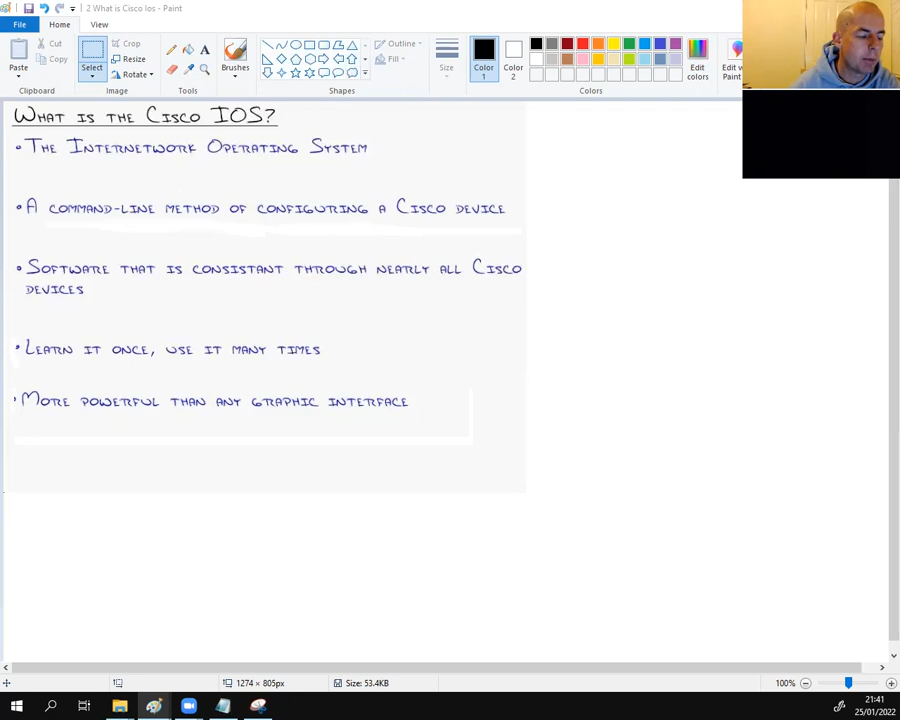 2 What is Cisco Ios - Paint
File Home View
Paste Cut Copy
Clipboard
Select Crop Resize Rotate
Image
Tools
Brushes
Shapes
Outline
Fill
Size
Color 1
Color 2
Colors
Edit colors
Edit v
Paint
WHAT IS THE CISCO IOS?
•THE INTERNETWORK OPERATING SYSTEM
•A COMMAND-LINE METHOD OF CONFIGURING A CISCO DEVICE
•SOFTWARE THAT IS CONSISTANT THROUGH NEARLY ALL CISCO
DEVICES
•LEARN IT ONCE, USE IT MANY TIMES
•MORE POWERFUL THAN ANY GRAPHIC INTERFACE
1274 × 805px
Size: 53.4KB
100%
21:41
25/01/2022